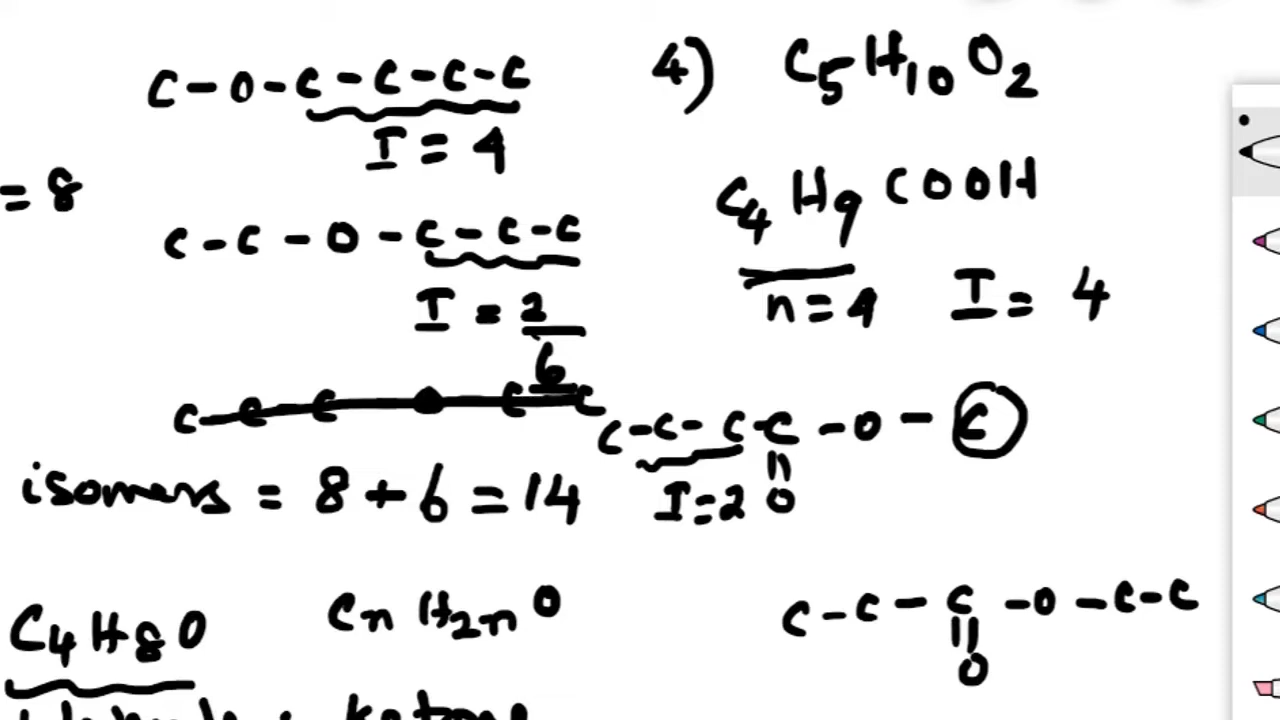 C-O-C-C-C-C
I = 4
= 8
C-C-O-C-C-C
I = 2
6
C C C O C C
isomers = 8+6=14
C4H8O CnH2nO
4) C5H10O2
C4H9COOH
n=4 I= 4
C-C-C-C-O-C
I=2 O
C-C-C-O-C-C
O